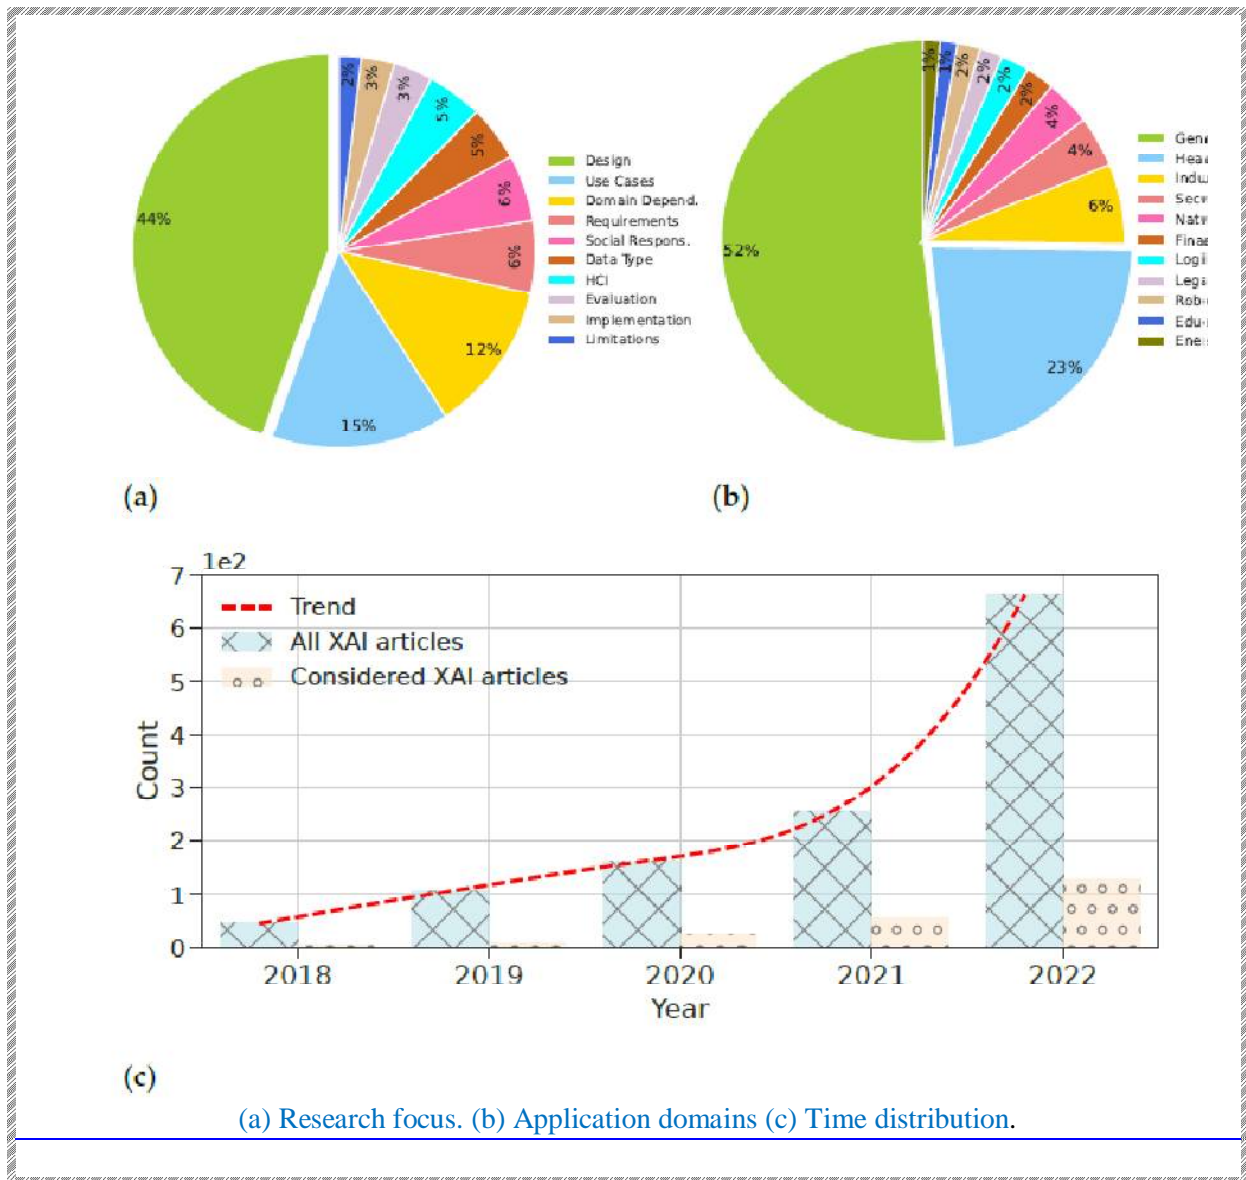 2%
3%
3%
5%
5%
6%
6%
12%
15%
44%
Design
Use Cases
Domain Depend.
Requirements
Social Respons.
Data Type
HCI
Evaluation
Implementation
Limitations
(a)
1%
1%
2%
2%
2%
2%
4%
4%
6%
23%
52%
(b)
1e2
7
6
5
4
3
2
1
0
Count
Trend
All XAI articles
Considered XAI articles
2018 2019 2020 2021 2022
Year
(c)
(a) Research focus. (b) Application domains (c) Time distribution.